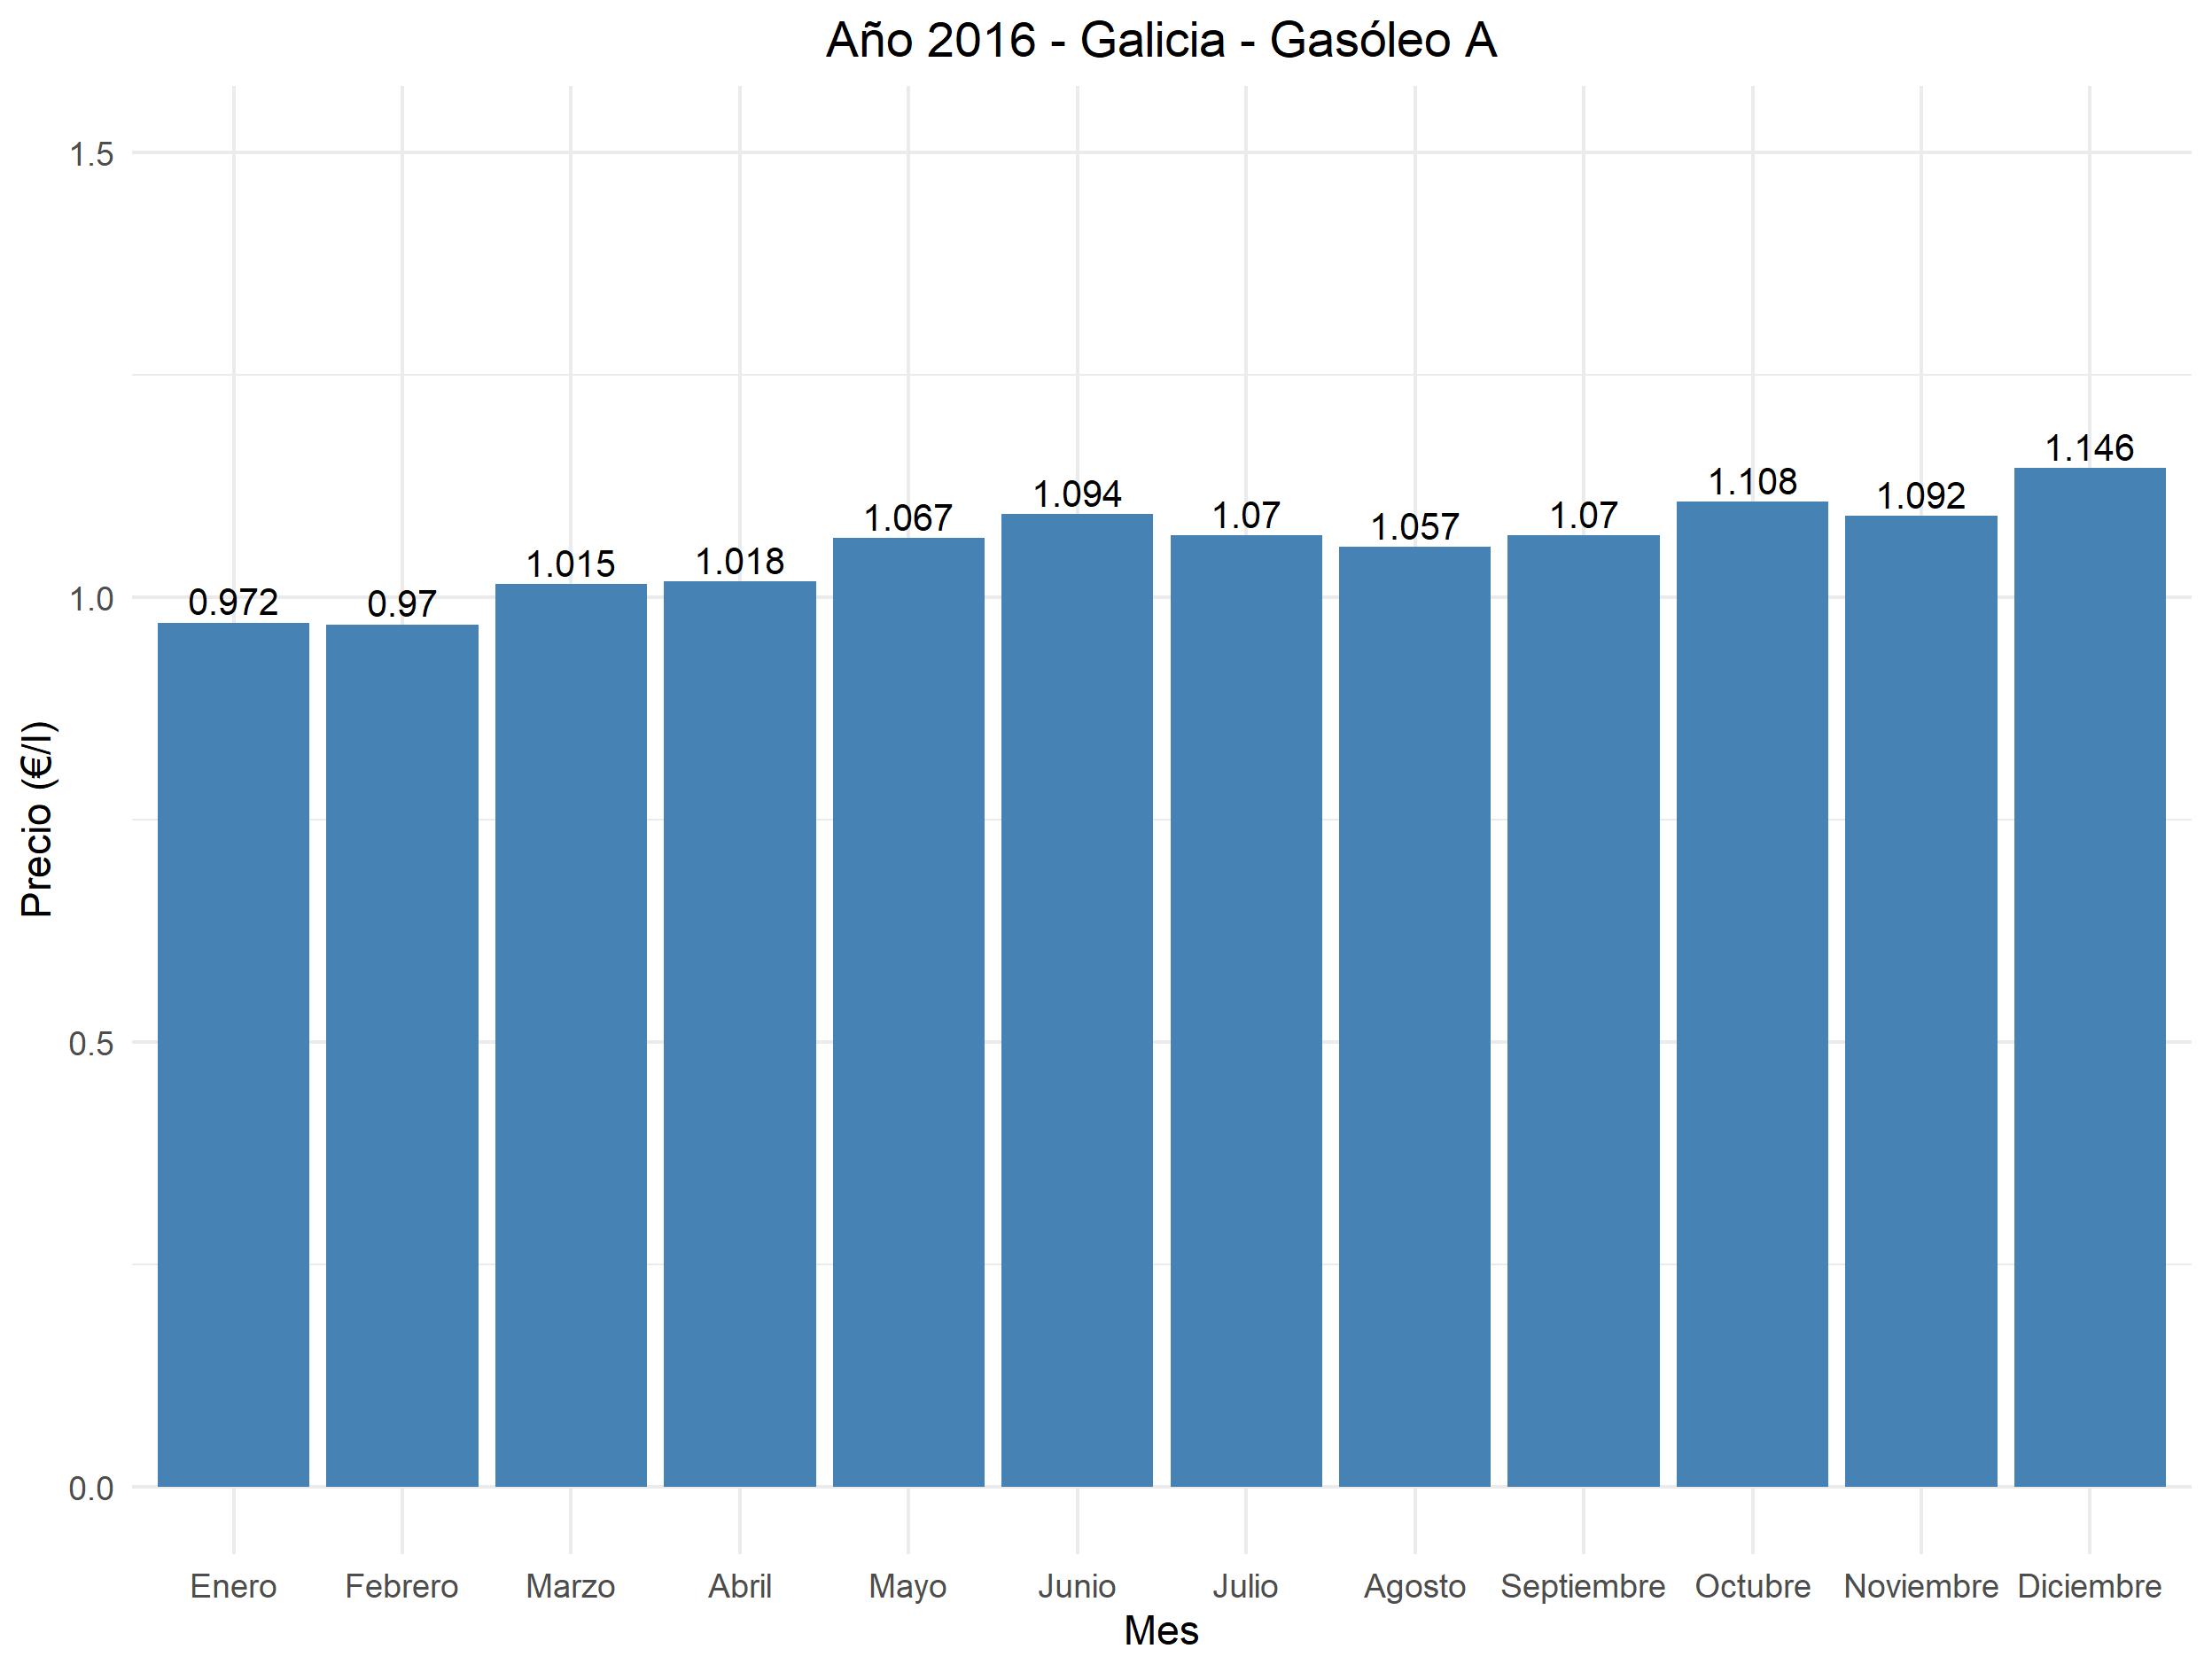 Año 2016 - Galicia - Gasóleo A
Precio (€/l)
1.5
1.0
0.5
0.0
0.972
0.97
1.015
1.018
1.067
1.094
1.07
1.057
1.07
1.108
1.092
1.146
Enero
Febrero
Marzo
Abril
Mayo
Junio
Julio
Agosto
Septiembre
Octubre
Noviembre
Diciembre
Mes